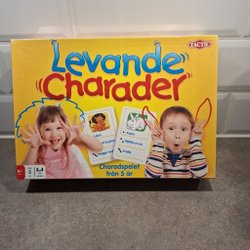 TACTIC
Levande
Charader
Charadspelet
från 5 år